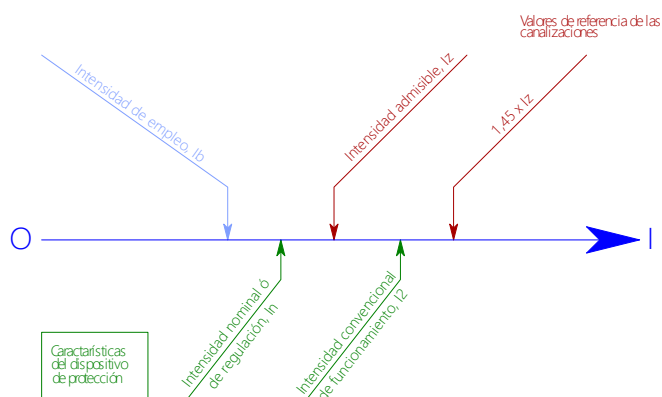 Valores de referencia de las
canalizaciones
Intensidad de empleo, Ib
Intensidad admisible, Iz
1,45 x Iz
O
I
Intensidad nominal ó
de regulación, In
Intensidad convencional
de funcionamiento, I2
Caractarísticas
del dispositivo
de protección